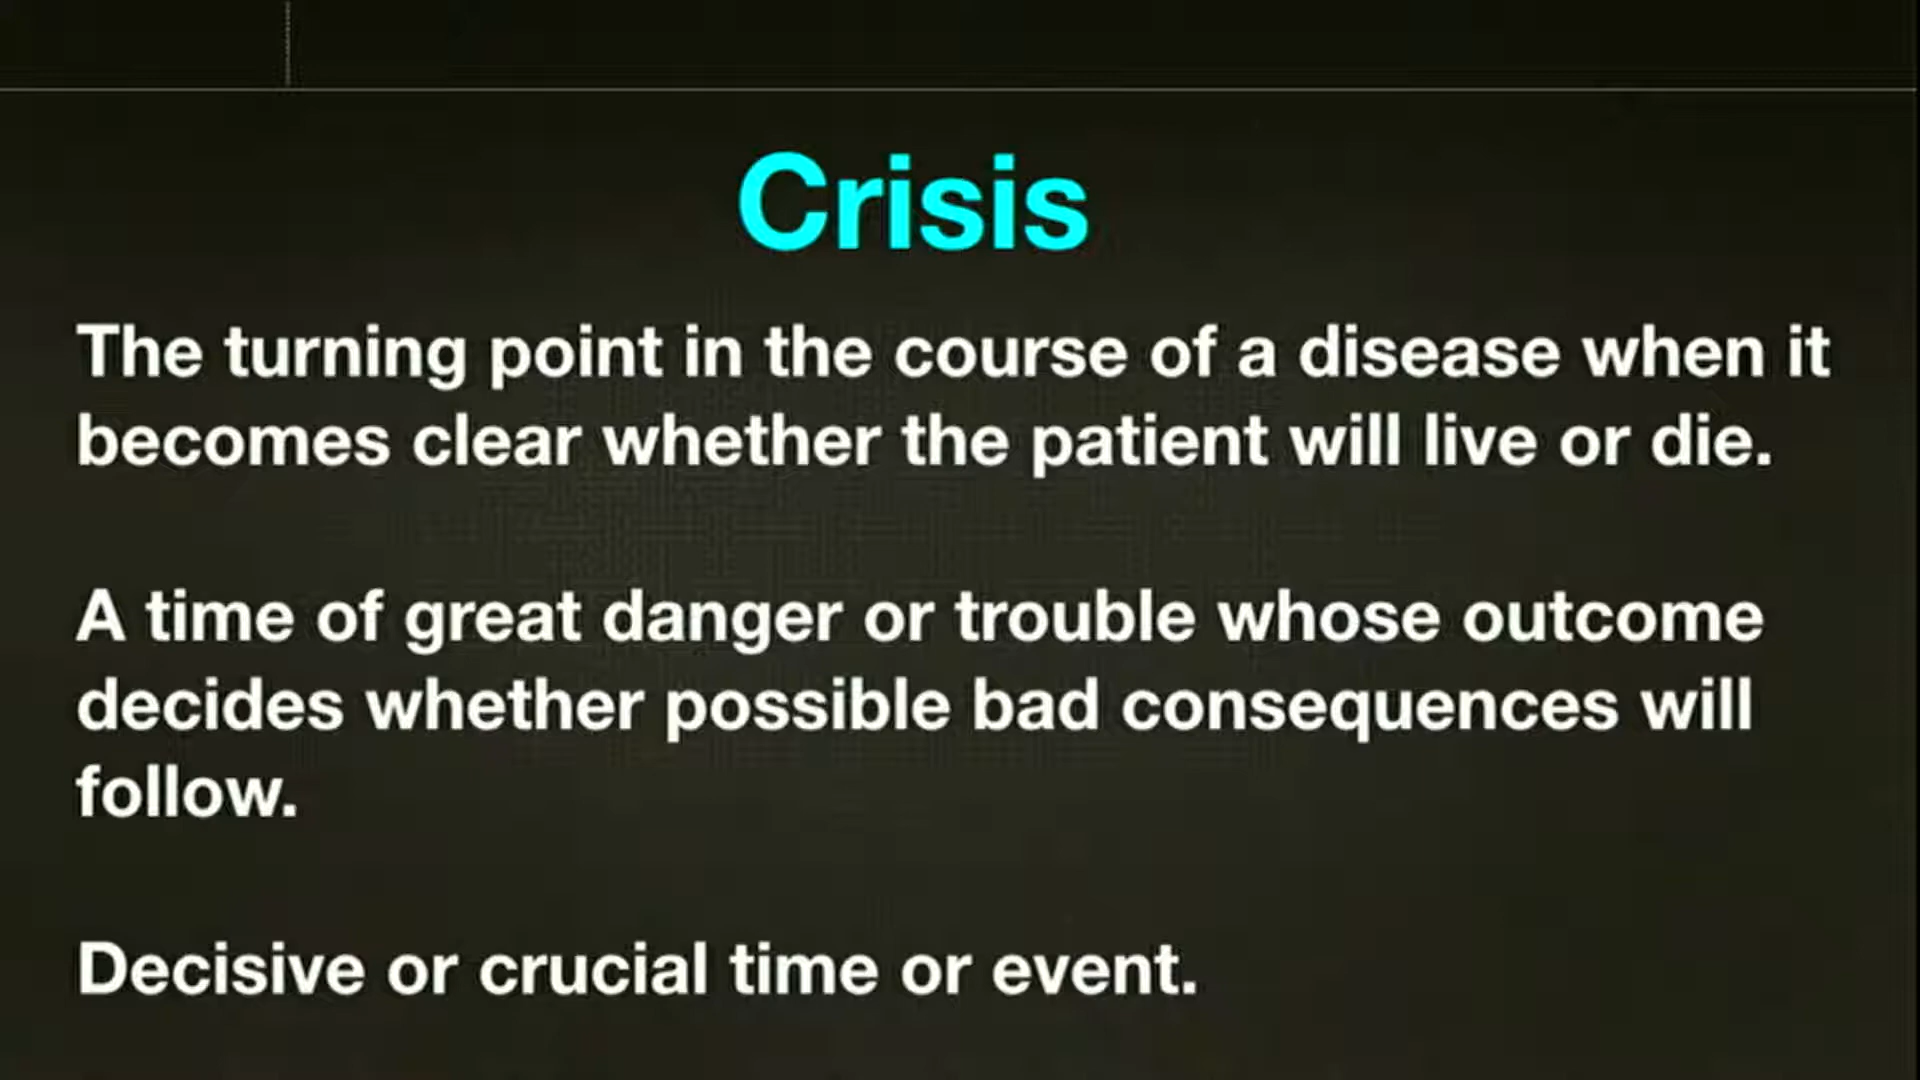 Crisis
The turning point in the course of a disease when it
becomes clear whether the patient will live or die.
A time of great danger or trouble whose outcome
decides whether possible bad consequences will
follow.
Decisive or crucial time or event.